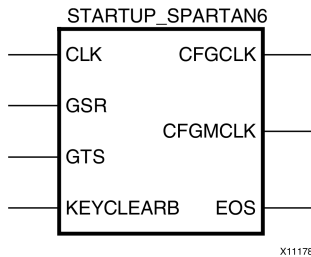 STARTUP_SPARTAN6
CLK CFGCLK
GSR
CFGMCLK
GTS
KEYCLEARB EOS
X11178